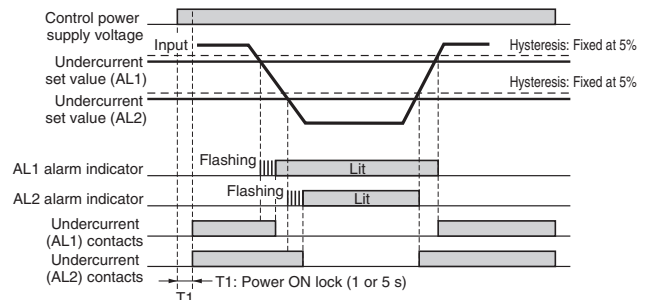 Control power
supply voltage
Input
Hysteresis: Fixed at 5%
Undercurrent
set value (AL1)
Hysteresis: Fixed at 5%
Undercurrent
set value (AL2)
Flashing
AL1 alarm indicator
Lit
Flashing
AL2 alarm indicator
Lit
Undercurrent
(AL1) contacts
Undercurrent
(AL2) contacts
T1: Power ON lock (1 or 5 s)
T1